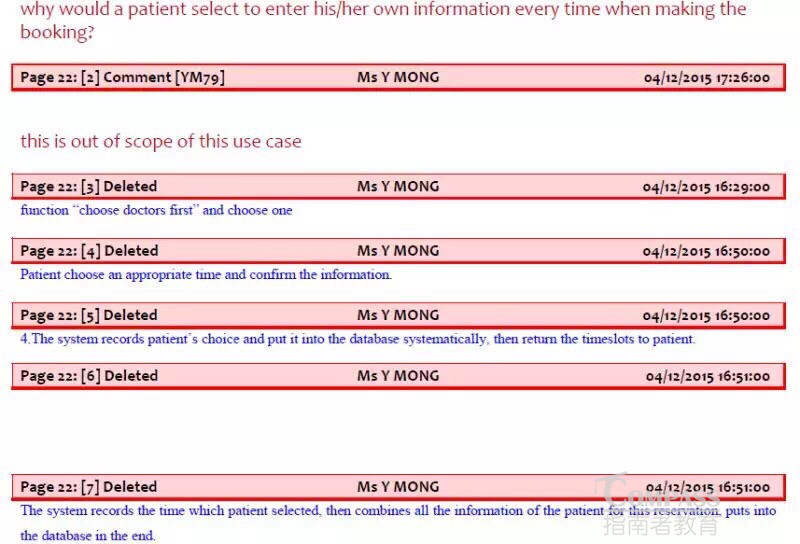 why would a patient select to enter his/her own information every time when making the
booking?
Page 22: [2] Comment [YM79] Ms Y MONG 04/12/2015 17:26:00
this is out of scope of this use case
Page 22: [3] Deleted Ms Y MONG 04/12/2015 16:29:00
function “choose doctors first” and choose one
Page 22: [4] Deleted Ms Y MONG 04/12/2015 16:50:00
Patient choose an appropriate time and confirm the information.
Page 22: [5] Deleted Ms Y MONG 04/12/2015 16:50:00
4.The system records patient’s choice and put it into the database systematically, then return the timeslots to patient.
Page 22: [6] Deleted Ms Y MONG 04/12/2015 16:51:00
Page 22: [7] Deleted Ms Y MONG 04/12/2015 16:51:00
The system records the time which patient selected, then combines all the information of the patient for this reservation, puts into
the database in the end.
COMPASS
指南者教育